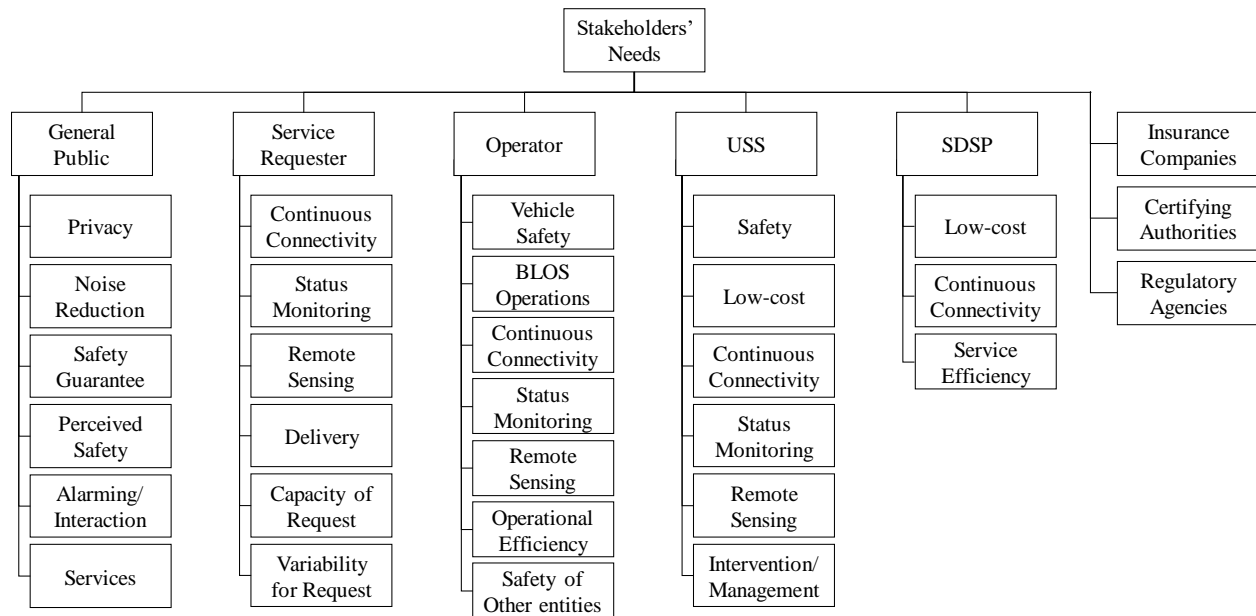 Stakeholders’
Needs
General
Public
Privacy
Noise
Reduction
Safety
Guarantee
Perceived
Safety
Alarming/
Interaction
Services
Service
Requester
Continuous
Connectivity
Status
Monitoring
Remote
Sensing
Delivery
Capacity of
Request
Variability
for Request
Operator
Vehicle
Safety
BLOS
Operations
Continuous
Connectivity
Status
Monitoring
Remote
Sensing
Operational
Efficiency
Safety of
Other entities
USS
Safety
Low-cost
Continuous
Connectivity
Status
Monitoring
Remote
Sensing
Intervention/
Management
SDSP
Low-cost
Continuous
Connectivity
Service
Efficiency
Insurance
Companies
Certifying
Authorities
Regulatory
Agencies